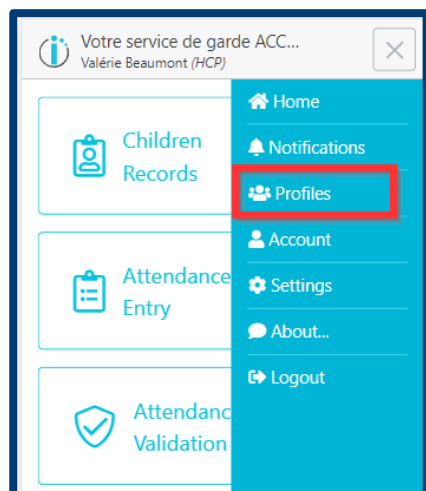 Votre service de garde ACC...
Valérie Beaumont (HCP)
Children
Records
Attendance
Entry
Attendanc
Validation
Home
Notifications
Profiles
Account
Settings
About...
Logout